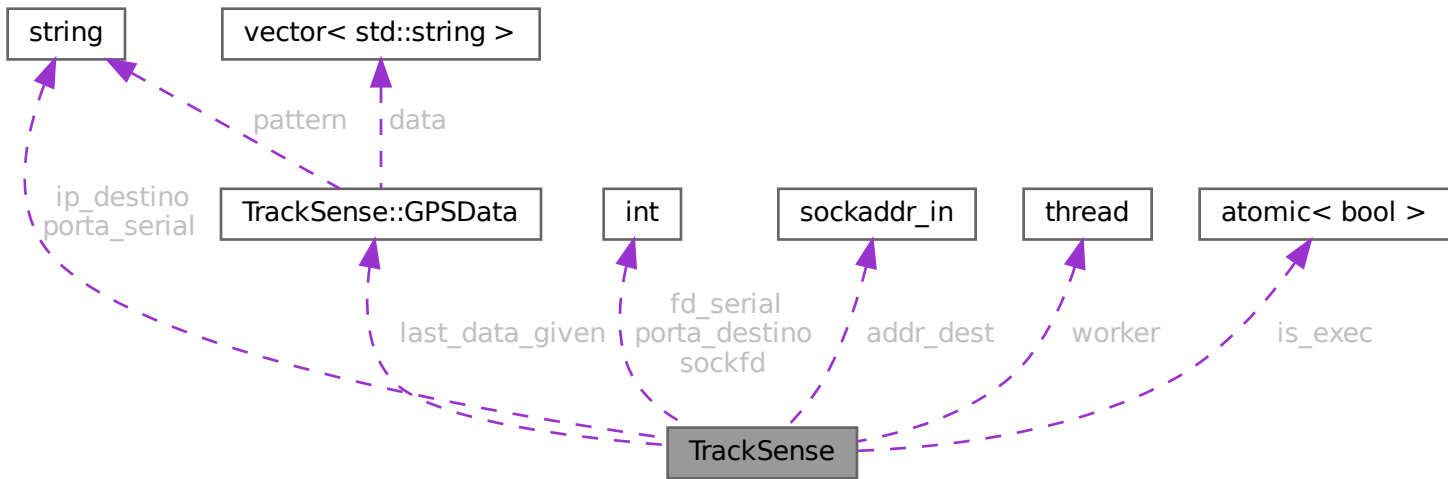 string
vector< std::string >
pattern
data
ip_destino
porta_serial
TrackSense::GPSData
int
sockaddr_in
thread
atomic< bool >
last_data_given
fd_serial
porta_destino
sockfd
addr_dest
worker
is_exec
TrackSense